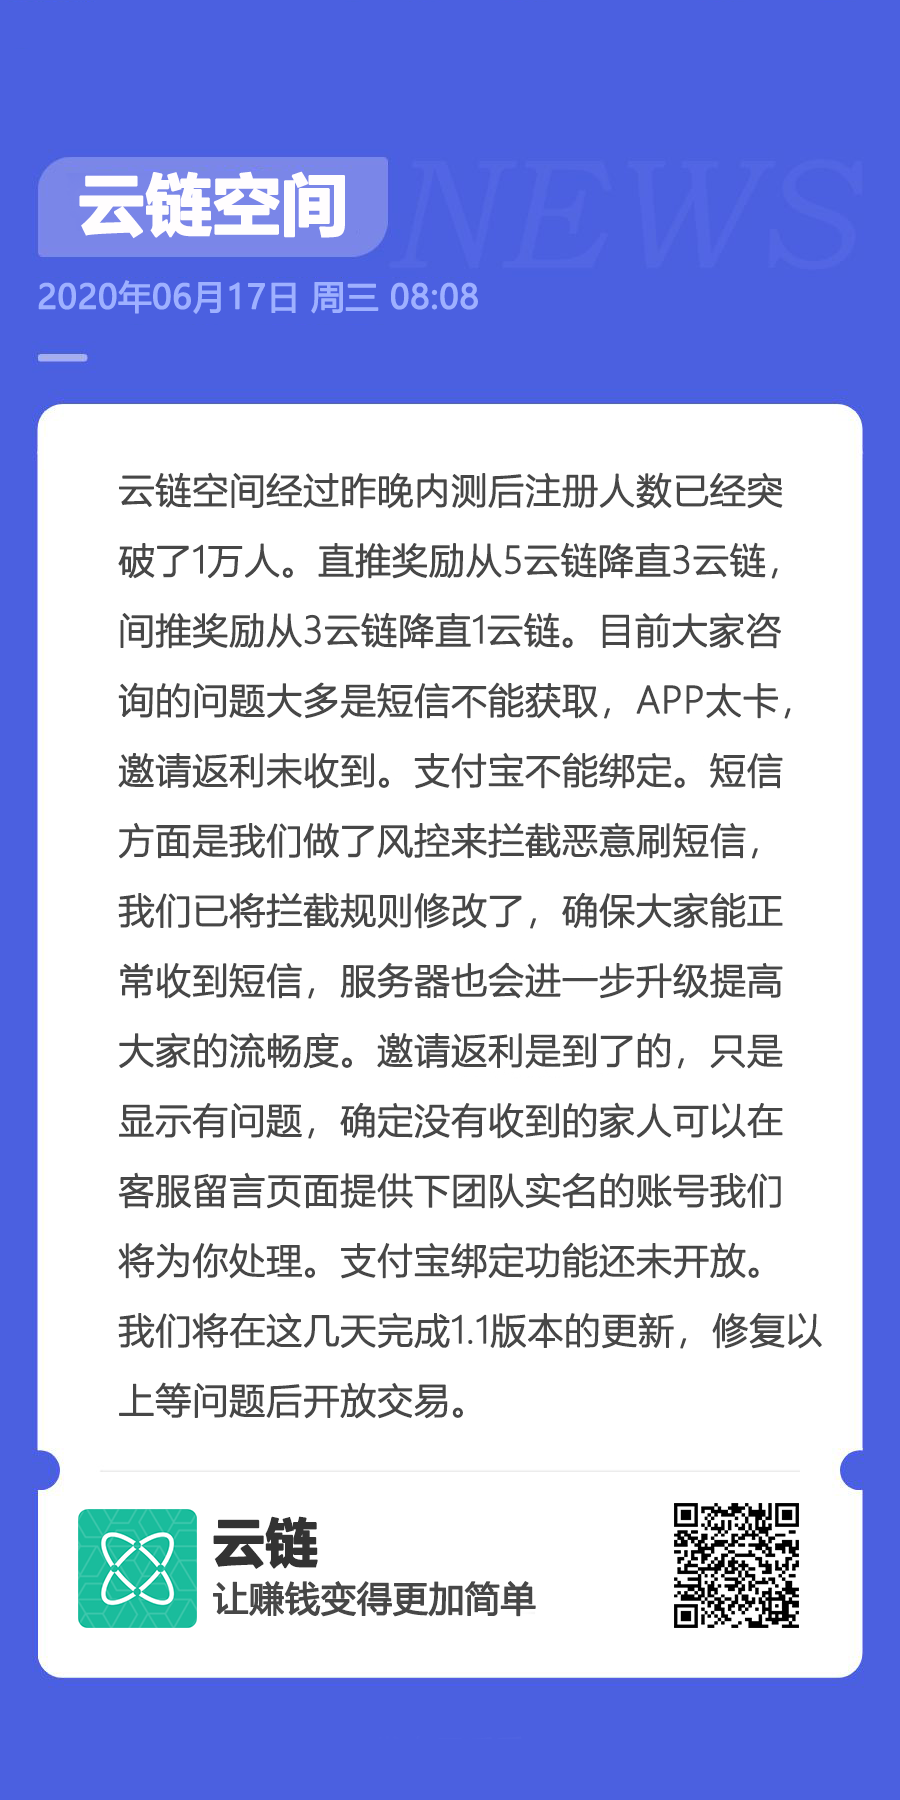 云链空间
NEWS
2020年06月17日 周三 08:08
云链空间经过昨晚内测后注册人数已经突
破了1万人。直推奖励从5云链降直3云链，
间推奖励从3云链降直1云链。目前大家咨
询的问题大多是短信不能获取，APP太卡，
邀请返利未收到。支付宝不能绑定。短信
方面是我们做了风控来拦截恶意刷短信，
我们已将拦截规则修改了，确保大家能正
常收到短信，服务器也会进一步升级提高
大家的流畅度。邀请返利是到了的，只是
显示有问题，确定没有收到的家人可以在
客服留言页面提供下团队实名的账号我们
将为你处理。支付宝绑定功能还未开放。
我们将在这几天完成1.1版本的更新，修复以
上等问题后开放交易。
云链
让赚钱变得更加简单